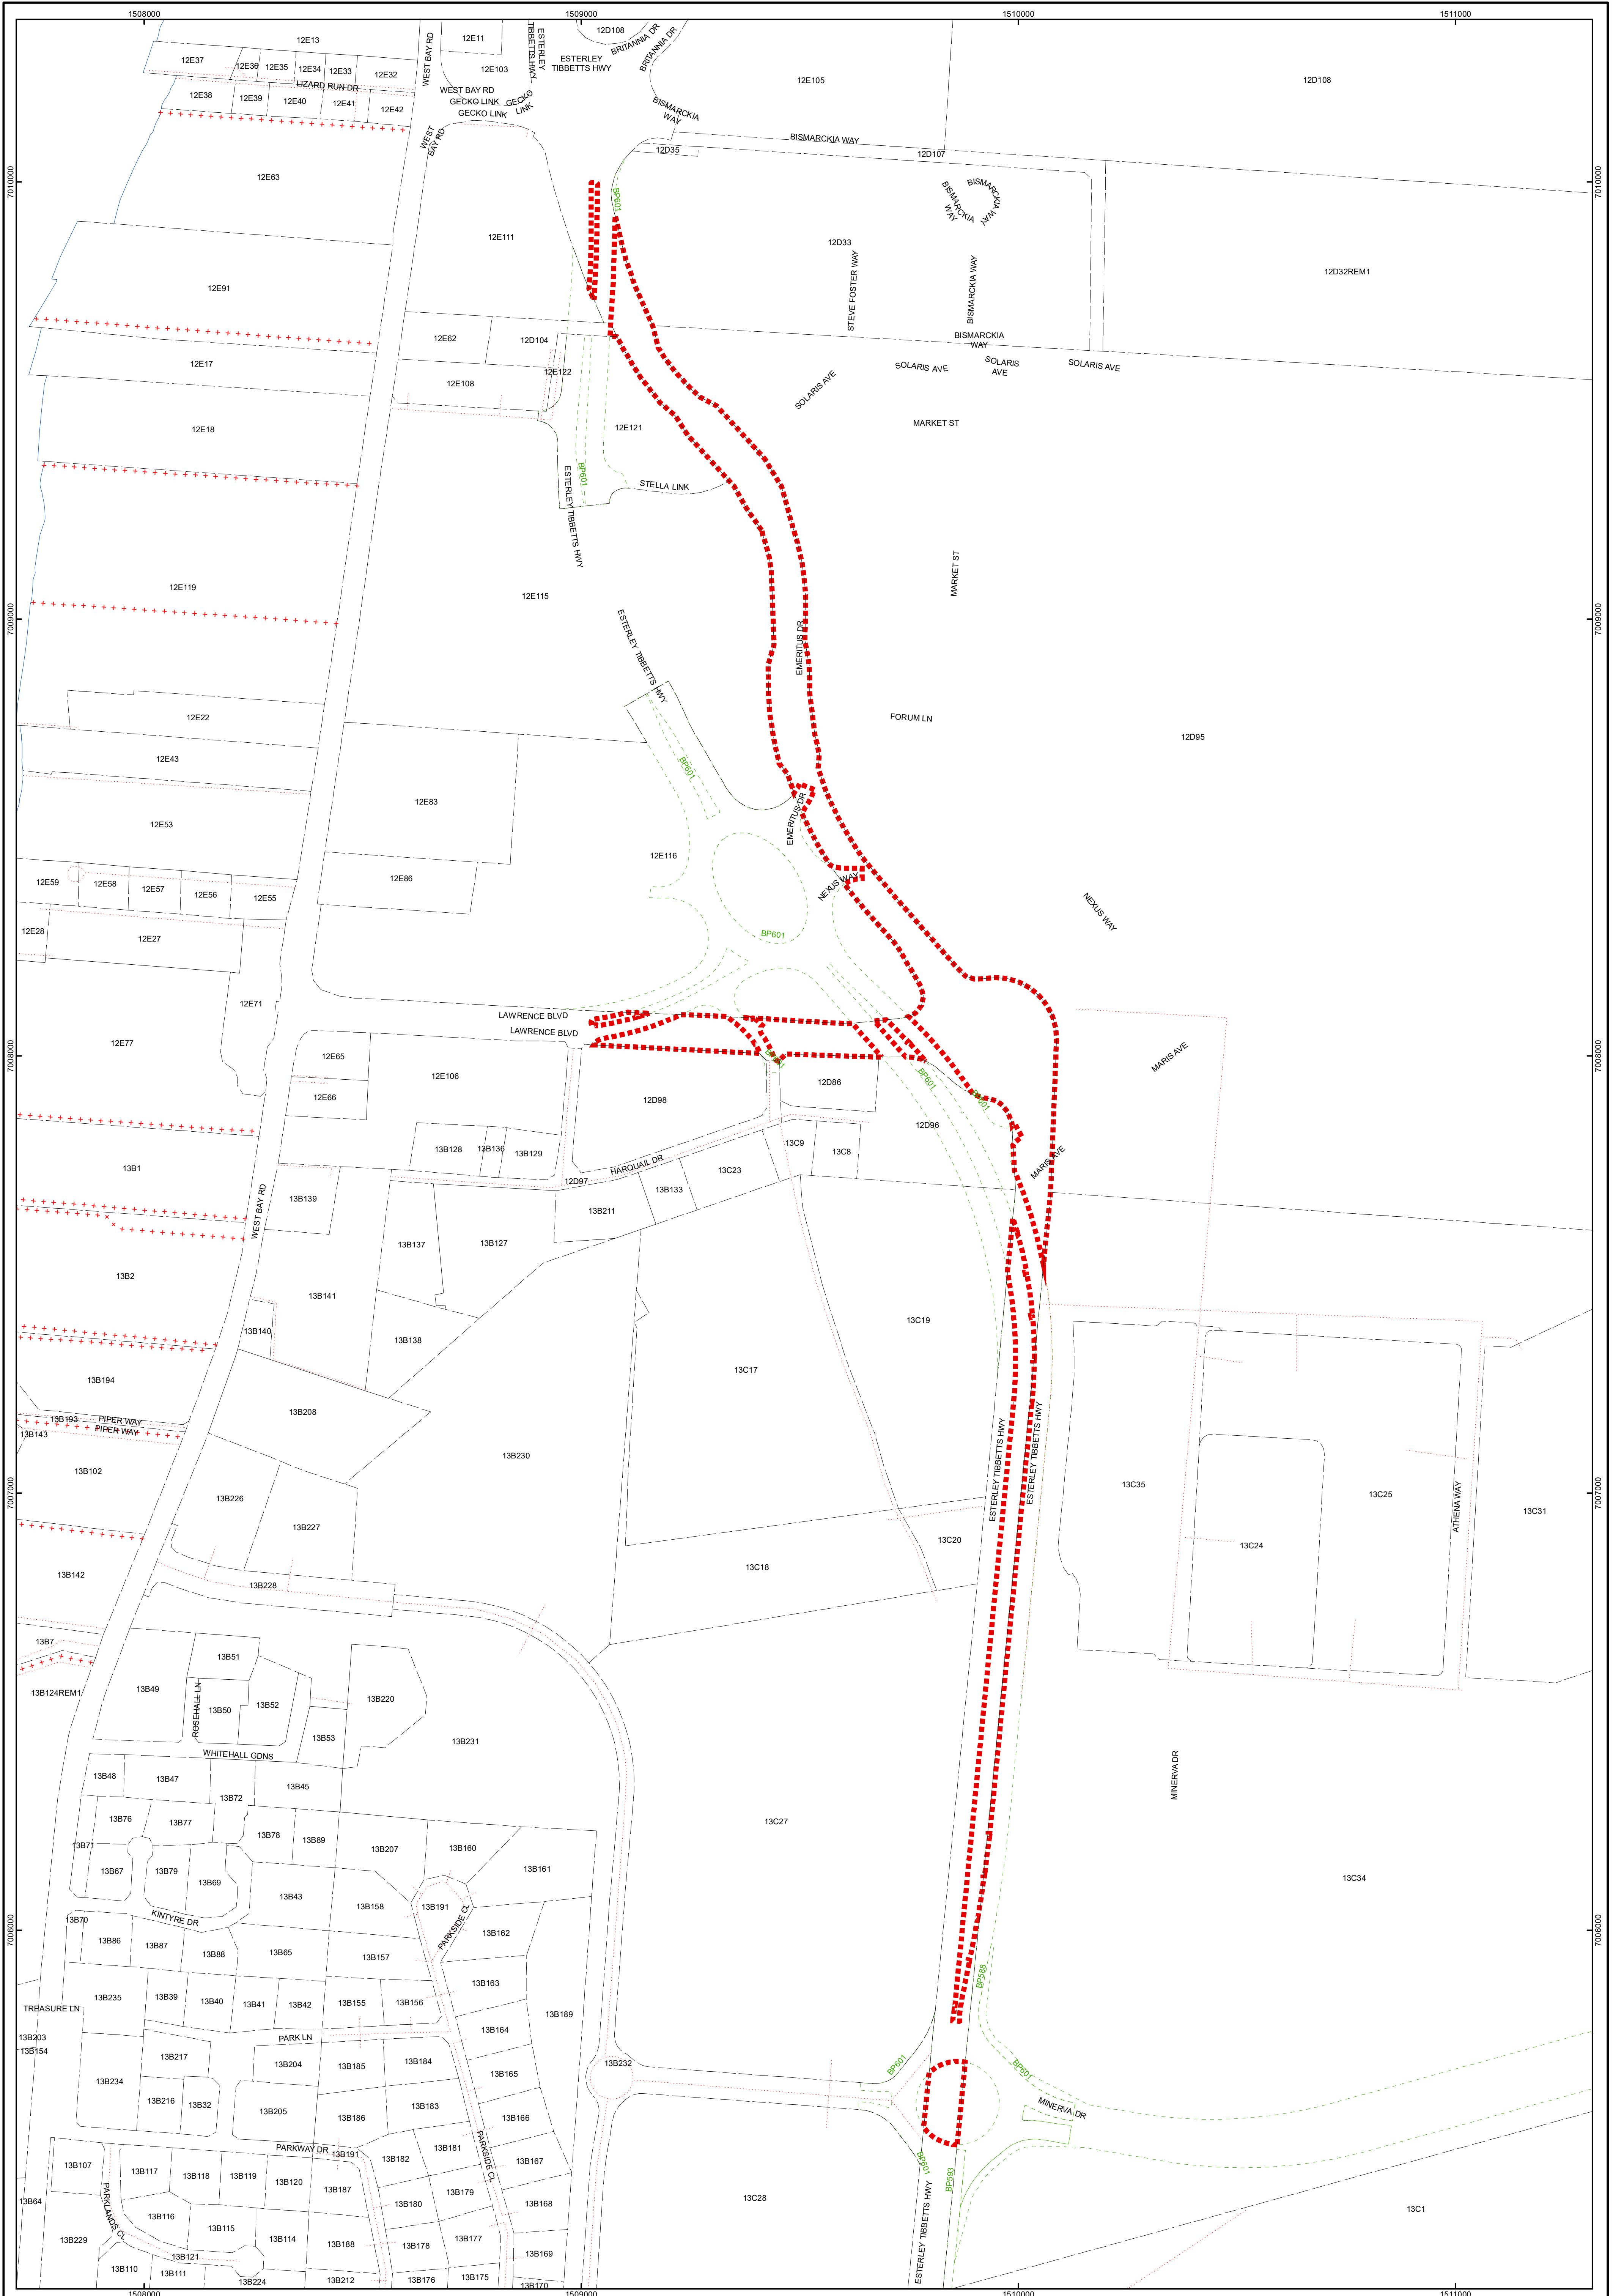 1508000
1509000
1510000
1511000
12E13
12E11
12D108
BRITANNIA DR
BRITANNIA DR
WEST BAY RD
ESTERLEY
TIBBETTS HWY
ESTERLEY
TIBBETTS HWY
12E37
12E36
12E35
12E34
12E33
12E32
12E103
12E105
12D108
LIZARD RUN DR
12E38
12E39
12E40
12E41
12E42
WEST BAY RD
GECKO LINK
GECKO
LINK
GECKO LINK
BISMARCKIA
WAY
WEST
BAY RD
BISMARCKIA WAY
12D35
12D107
7010000
7010000
12E63
BP601
BISMARCKIA
WAY
BISMARCKIA WAY
12E111
12D33
STEVE FOSTER WAY
BISMARCKIA WAY
12D32REM1
12E91
12E62
12D104
BISMARCKIA
WAY
12E17
12E122
SOLARIS AVE
SOLARIS AVE
SOLARIS
AVE
SOLARIS AVE
12E108
12E18
12E121
MARKET ST
BP601
STELLA LINK
ESTERLEY TIBBETTS HWY
12E119
12E115
MARKET ST
7009000
7009000
ESTERLEY TIBBETTS HWY
EMERITUS DR
12E22
FORUM LN
12D95
12E43
BP601
12E83
12E53
EMERITUS DR
12E116
12E59
12E58
12E57
12E56
12E55
12E86
NEXUS WAY
NEXUS WAY
12E28
12E27
BP601
12E71
LAWRENCE BLVD
LAWRENCE BLVD
12E77
12E65
12E106
BP601
MARIS AVE
7008000
7008000
12E66
12D98
12D86
BP601
BP601
12D96
13B1
13B128
13B136
13B129
13C9
13C8
HARQUAIL DR
13C23
MARIS AVE
12D97
13B133
13B139
13B211
WEST BAY RD
13B137
13B127
13B2
13B141
13C19
13B140
13B138
13C17
13B194
13B208
13B193
PIPER WAY
PIPER WAY
13B143
ESTERLEY TIBBETTS HWY
ESTERLEY TIBBETTS HWY
13B230
13B102
13C35
13C25
ATHENA WAY
7007000
7007000
13B226
13B227
13C31
13C20
13C24
13C18
13B142
13B228
13B7
13B51
13B124REM1
13B49
ROSEHALL LN
13B50
13B52
13B220
13B53
13B231
WHITEHALL GDNS
13B48
13B47
13B72
13B45
MINERVA DR
13B76
13B77
13C27
13B71
13B78
13B89
13B207
13B160
13B161
13B67
13B79
13B69
13C34
13B43
13B158
13B191
13B70
KINTYRE DR
PARKSIDE CL
13B162
7006000
7006000
13B86
13B87
13B88
13B65
13B157
13B163
BP588
13B235
13B39
13B40
13B41
13B42
13B155
13B156
13B189
TREASURE LN
13B203
PARK LN
13B164
13B154
13B217
13B204
13B185
13B184
13B232
BP601
BP601
13B234
13B165
13B216
13B32
13B205
13B186
13B183
13B166
MINERVA DR
PARKWAY DR
13B191
13B182
13B181
PARKSIDE CL
13B167
13B107
13B117
13B118
13B119
13B120
13B187
13B179
BP601
BP593
13B64
PARKLANDS CL
13B116
13B180
13B168
13C28
13C1
13B115
13B114
13B229
13B188
13B178
13B177
13B121
13B169
ESTERLEY TIBBETTS HWY
13B110
13B111
13B224
13B212
13B176
13B175
13B170
1508000
1509000
1510000
1511000